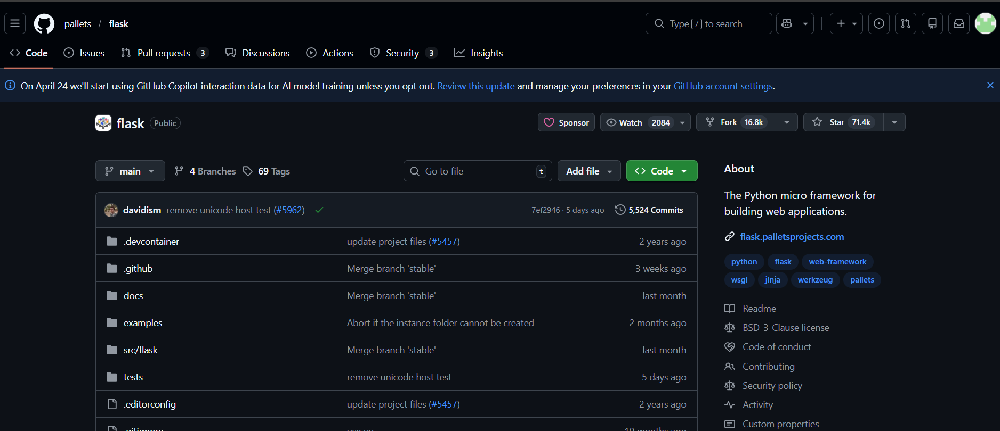 pallets / flask
Type / to search
Code Issues Pull requests 3 Discussions Actions Security 3 Insights
On April 24 we'll start using GitHub Copilot interaction data for AI model training unless you opt out. Review this update and manage your preferences in your GitHub account settings.
flask Public
Sponsor Watch 2084 Fork 16.8k Star 71.4k
main 4 Branches 69 Tags
Go to file t Add file Code
davidism remove unicode host test (#5962) 7ef2946 · 5 days ago 5,524 Commits
.devcontainer update project files (#5457) 2 years ago
.github Merge branch 'stable' 3 weeks ago
docs Merge branch 'stable' last month
examples Abort if the instance folder cannot be created 2 months ago
src/flask Merge branch 'stable' last month
tests remove unicode host test 5 days ago
.editorconfig update project files (#5457) 2 years ago
.gitignore use uv 10 months ago
About
The Python micro framework for
building web applications.
flask.palletsprojects.com
python flask web-framework
wsgi jinja werkzeug pallets
Readme
BSD-3-Clause license
Code of conduct
Contributing
Security policy
Activity
Custom properties